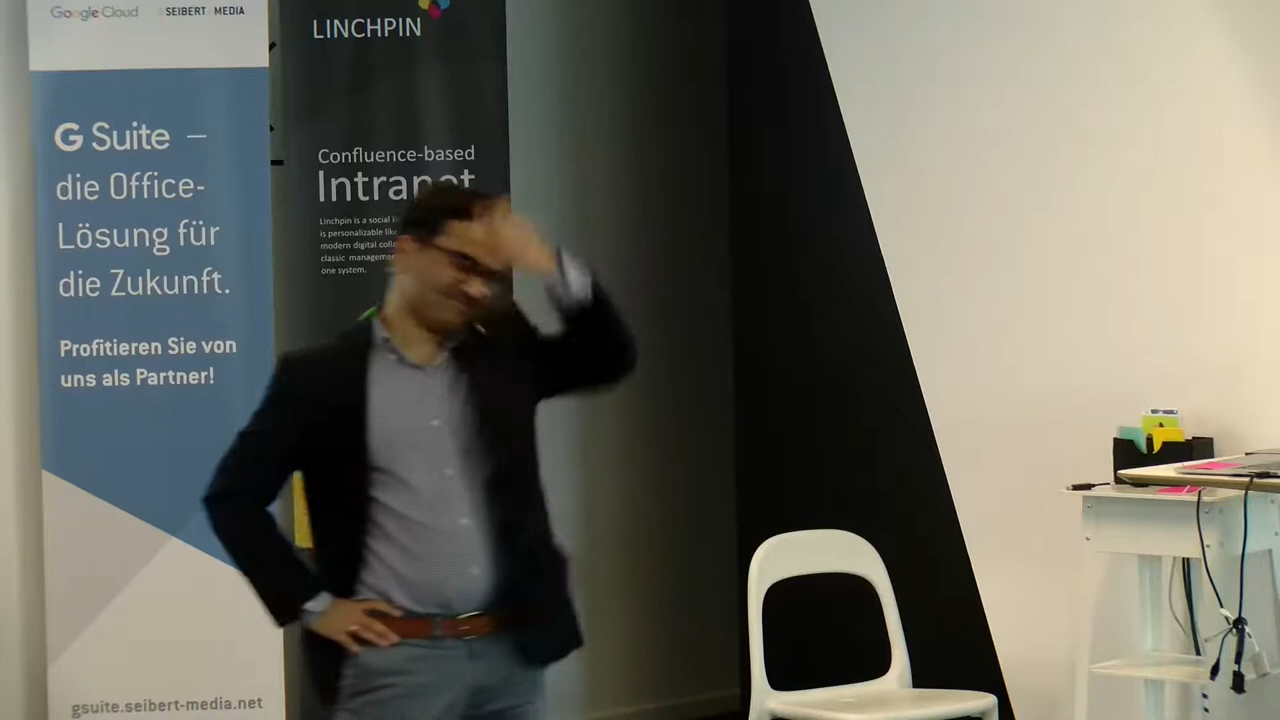 Google Cloud
//SEIBERT/MEDIA
G Suite –
die Office-
Lösung für
die Zukunft.
Profitieren Sie von
uns als Partner!
gsuite.seibert-media.net
LINCHPIN
Confluence-based
Intranet
Linchpin is a social
is personalizable
modern digital
classic
one system.